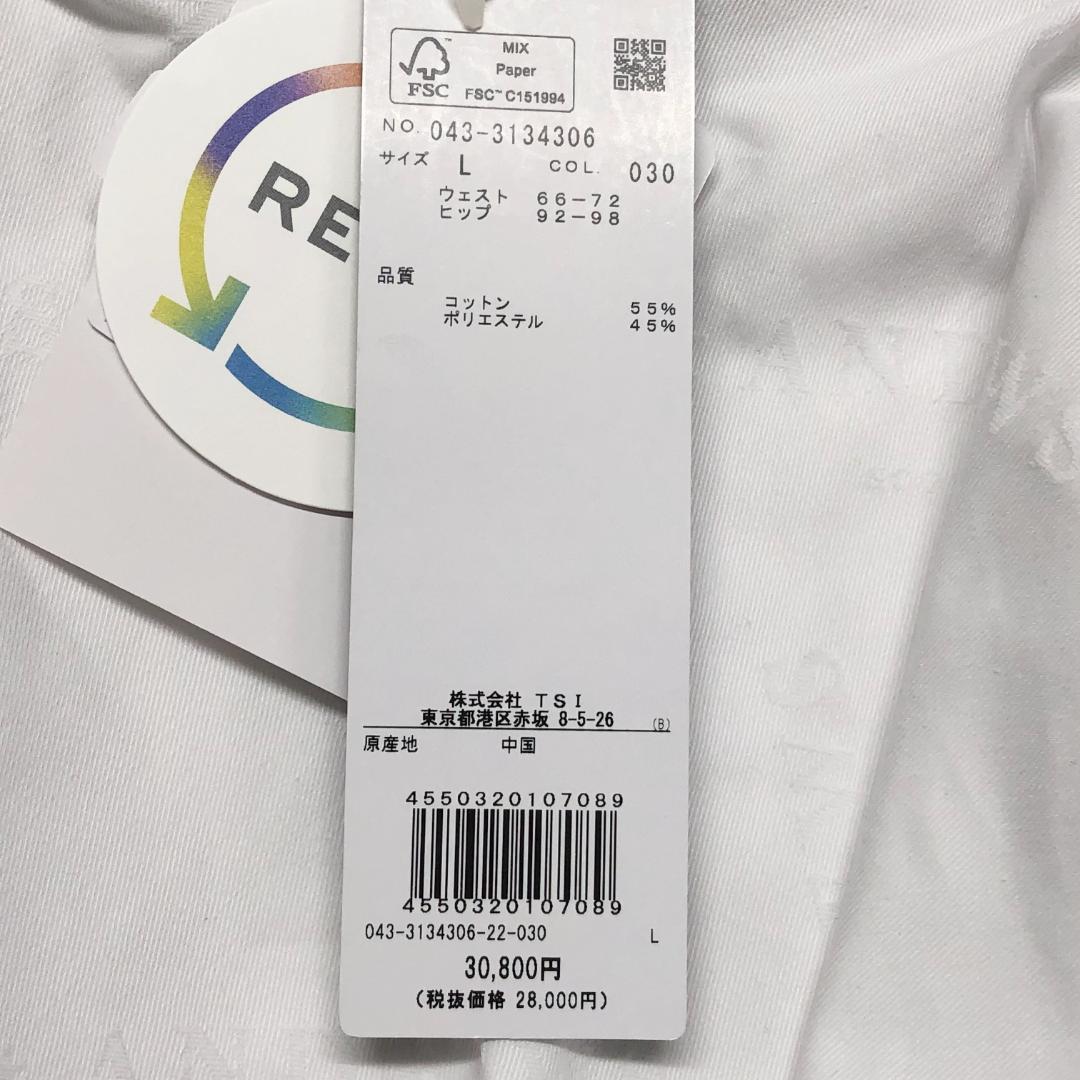 RE
MIX
Paper
FSC
FSC™ C151994
NO. 043-3134306
サイズ L COL. 030
ウェスト 66-72
ヒップ 92-98
品質
コットン 55%
ポリエステル 45%
株式会社 TSI
東京都港区赤坂 8-5-26 (B)
原産地 中国
4550320107089
4550320107089
043-3134306-22-030 L
30,800円
(税抜価格 28,000円)